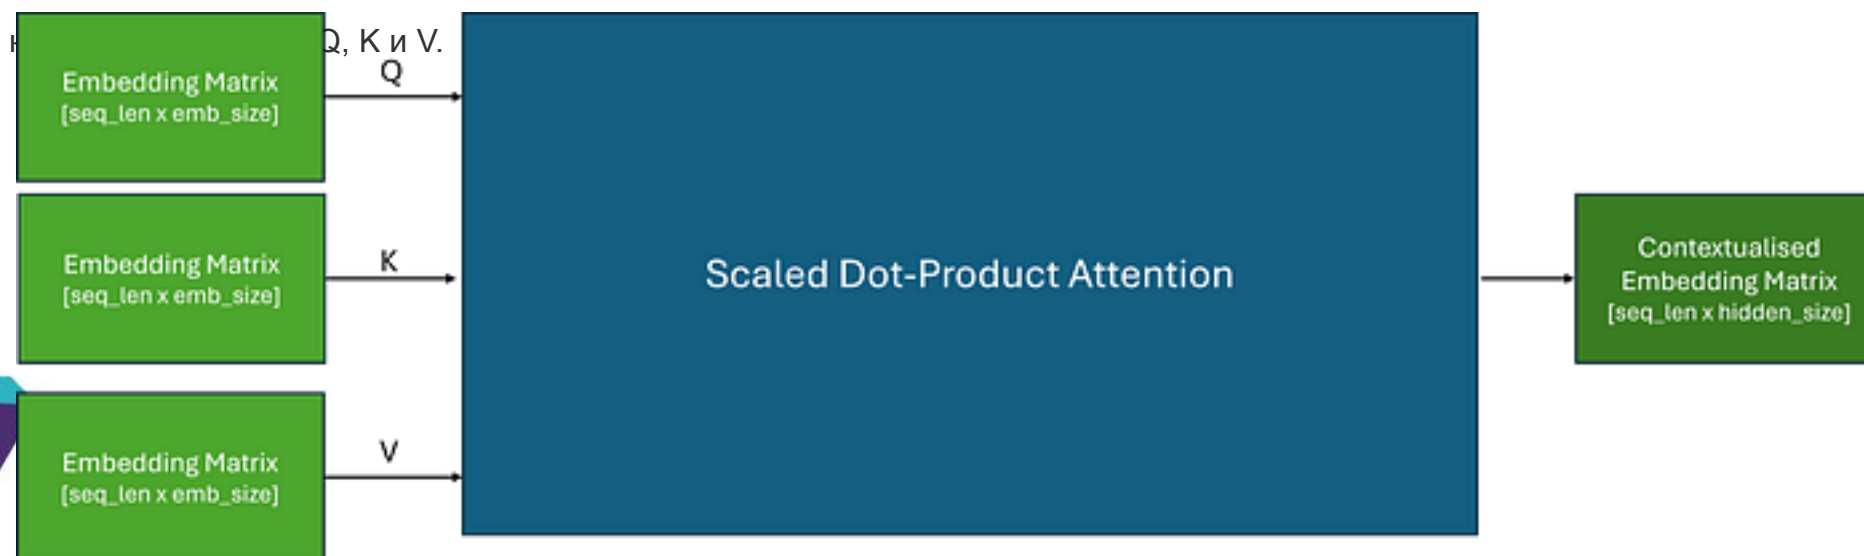 Q, К и V.
Embedding Matrix
[seq_len x emb_size]
Q
Embedding Matrix
[seq_len x emb_size]
K
Embedding Matrix
[seq_len x emb_size]
V
Scaled Dot-Product Attention
Contextualised
Embedding Matrix
[seq_len x hidden_size]